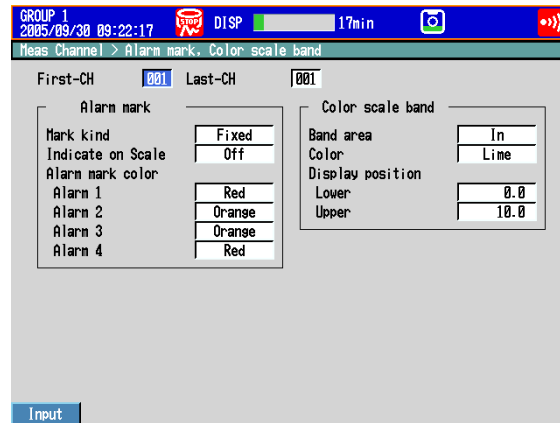 GROUP 1
2005/09/30 09:22:17
STOP
DISP
17min
Meas Channel > Alarm mark, Color scale band
First-CH 001 Last-CH 001
Alarm mark
Mark kind Fixed
Indicate on Scale Off
Alarm mark color
Alarm 1 Red
Alarm 2 Orange
Alarm 3 Orange
Alarm 4 Red
Color scale band
Band area In
Color Lime
Display position
Lower 0.0
Upper 10.0
Input